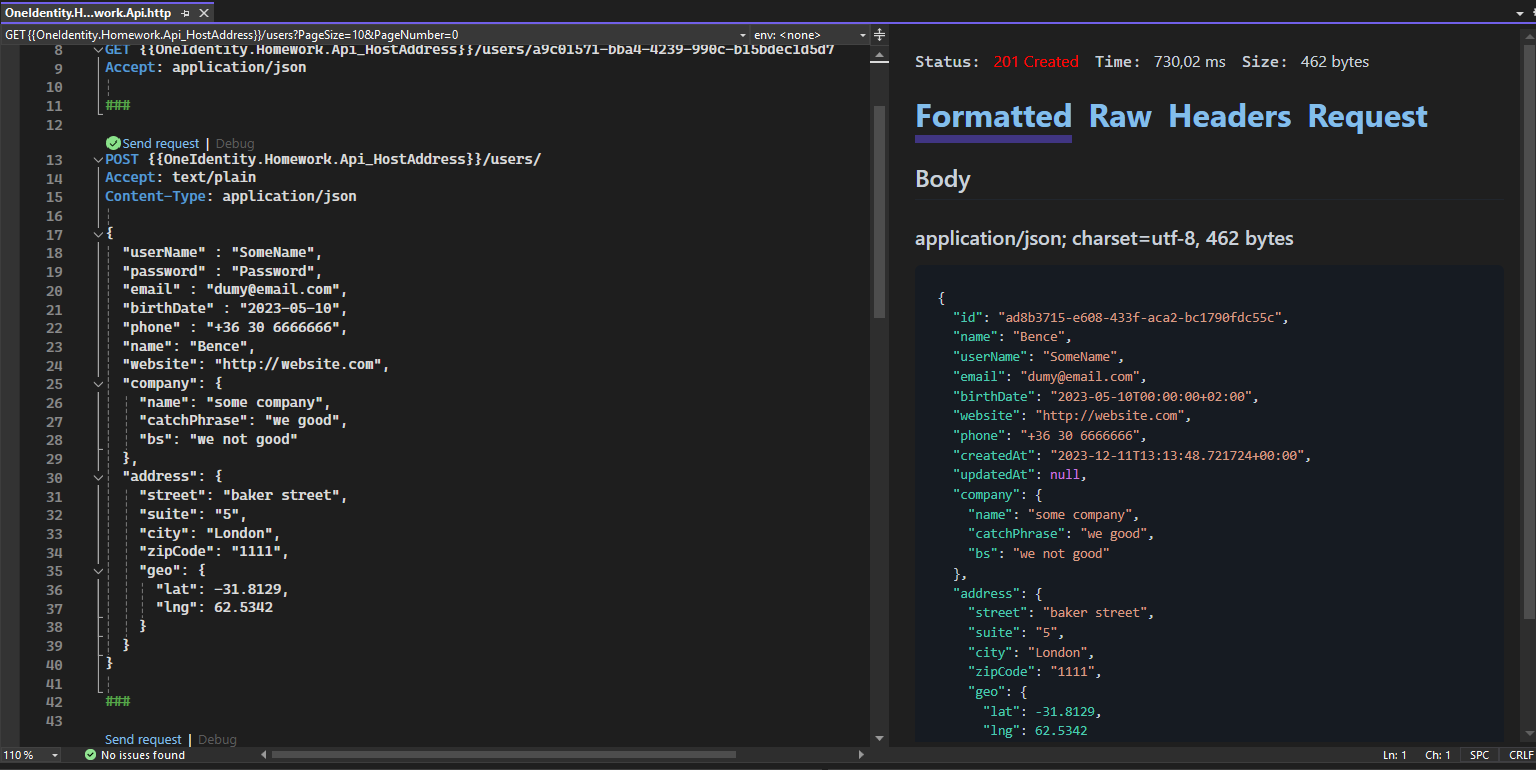 OneIdentity.H...work.Api.http
GET {{OneIdentity.Homework.Api_HostAddress}}/users?PageSize=10&PageNumber=0
env: <none>
8 GET {{OneIdentity.Homework.Api_HostAddress}}/users/a9c01571-bba4-4239-990c-b15bdec1d5d7
9 Accept: application/json
10
11 ###
12
Send request | Debug
13 POST {{OneIdentity.Homework.Api_HostAddress}}/users/
14 Accept: text/plain
15 Content-Type: application/json
16
17 {
18 "userName" : "SomeName",
19 "password" : "Password",
20 "email" : "dumy@email.com",
21 "birthDate" : "2023-05-10",
22 "phone" : "+36 30 6666666",
23 "name": "Bence",
24 "website": "http://website.com",
25 "company": {
26 "name": "some company",
27 "catchPhrase": "we good",
28 "bs": "we not good"
29 },
30 "address": {
31 "street": "baker street",
32 "suite": "5",
33 "city": "London",
34 "zipCode": "1111",
35 "geo": {
36 "lat": -31.8129,
37 "lng": 62.5342
38 }
39 }
40 }
41
42 ###
43
Send request | Debug
110 %
No issues found
Status: 201 Created Time: 730,02 ms Size: 462 bytes
Formatted Raw Headers Request
Body
application/json; charset=utf-8, 462 bytes
{
"id": "ad8b3715-e608-433f-aca2-bc1790fdc55c",
"name": "Bence",
"userName": "SomeName",
"email": "dumy@email.com",
"birthDate": "2023-05-10T00:00:00+02:00",
"website": "http://website.com",
"phone": "+36 30 6666666",
"createdAt": "2023-12-11T13:13:48.721724+00:00",
"updatedAt": null,
"company": {
"name": "some company",
"catchPhrase": "we good",
"bs": "we not good"
},
"address": {
"street": "baker street",
"suite": "5",
"city": "London",
"zipCode": "1111",
"geo": {
"lat": -31.8129,
"lng": 62.5342
Ln: 1 Ch: 1 SPC CRLF